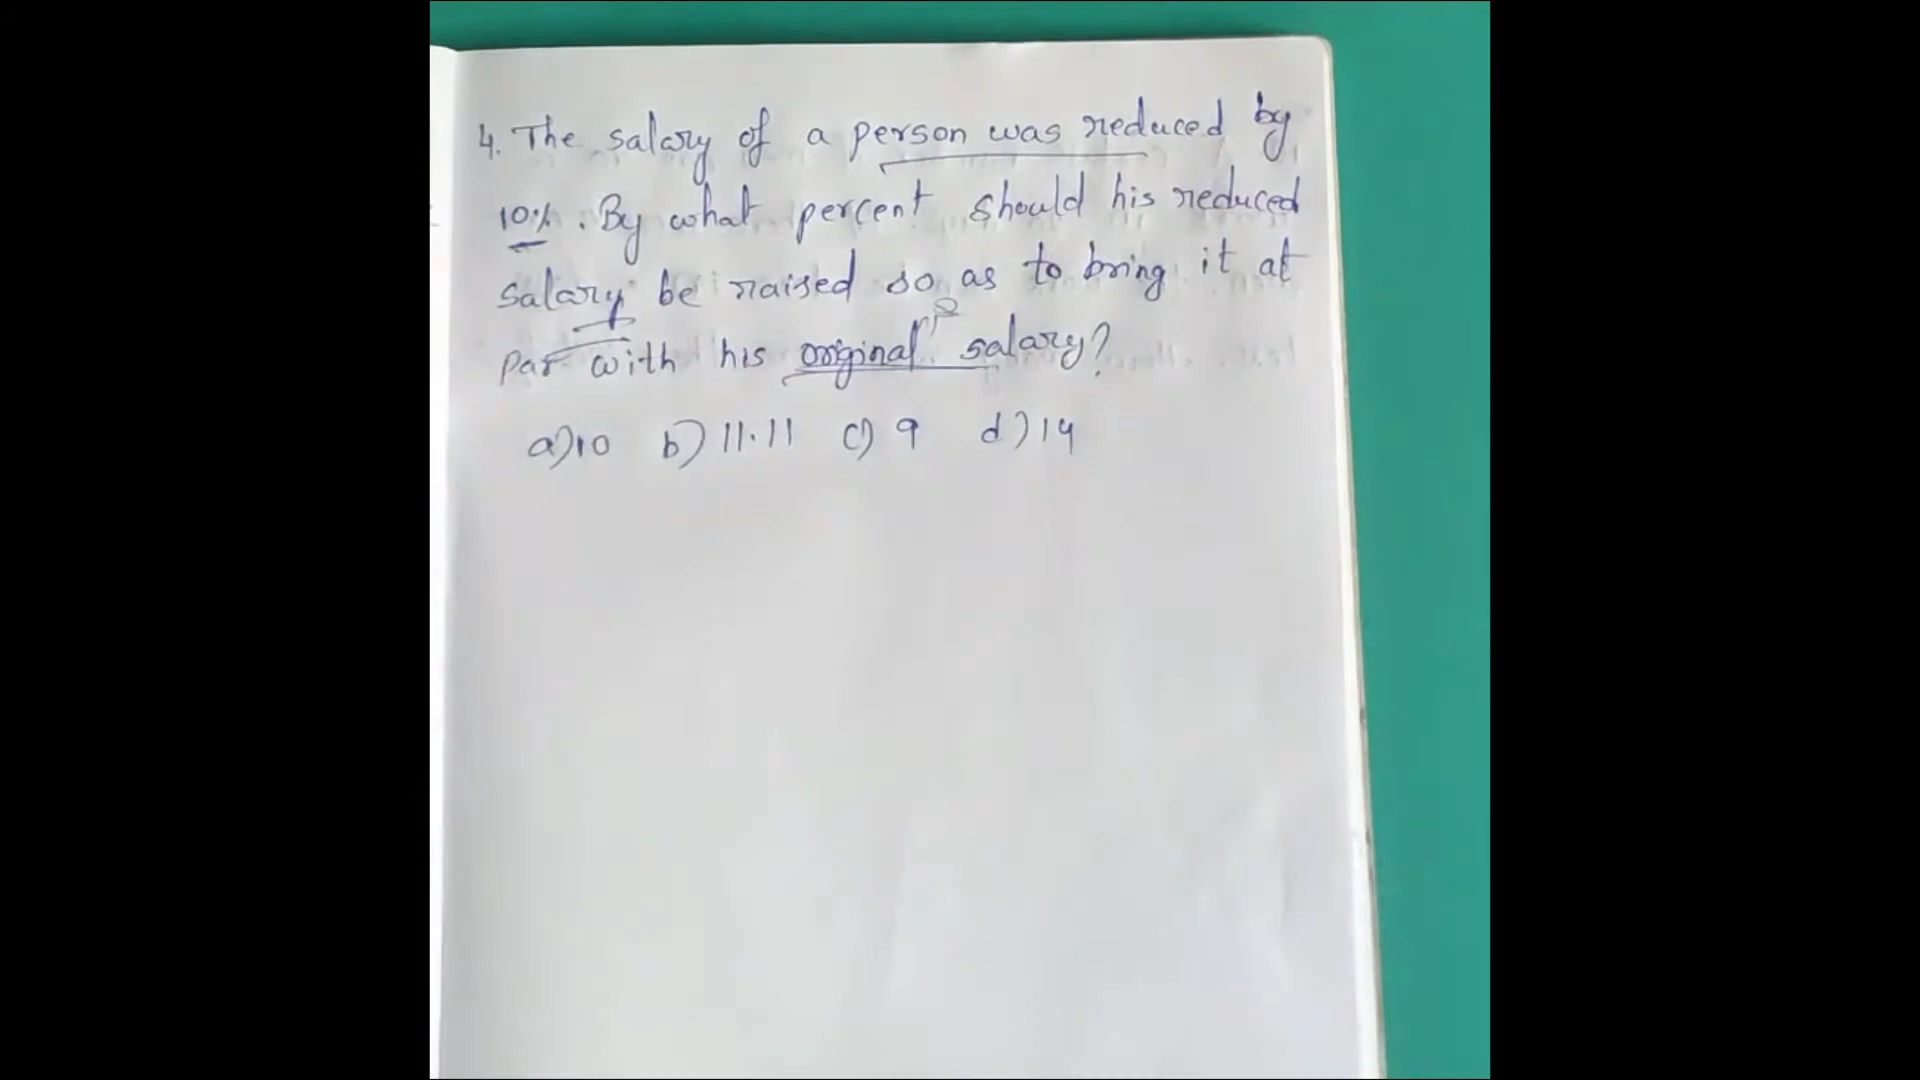 4. The salary of a person was reduced by
10%. By what percent should his reduced
salary be raised so as to bring it at
par with his original salary?
a) 10 b) 11.11 c) 9 d) 14